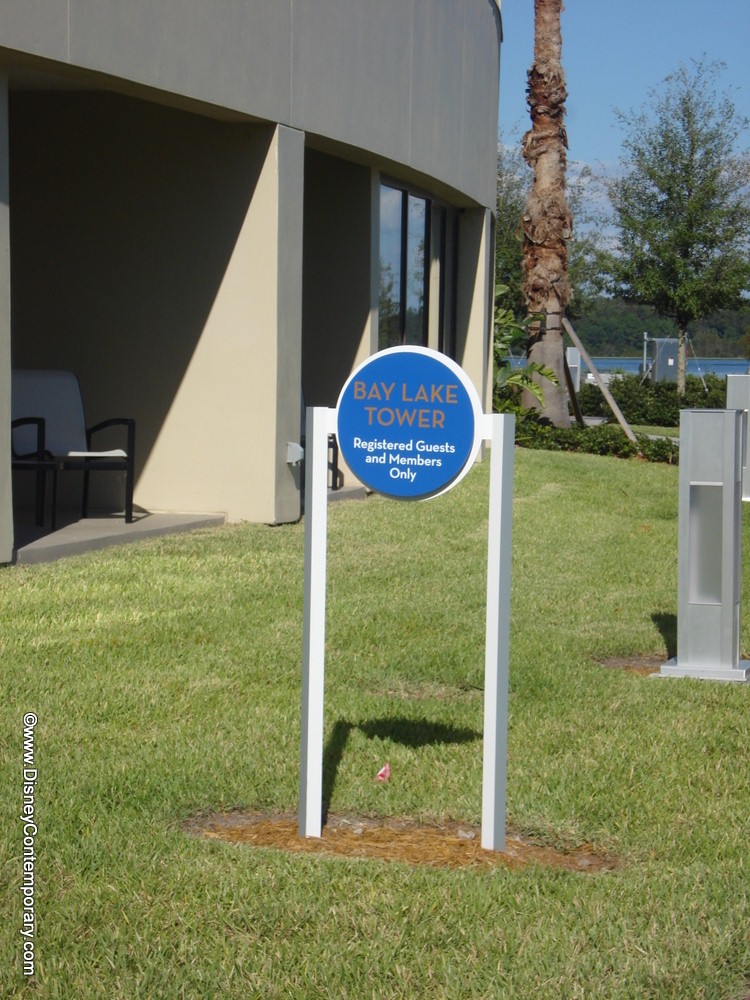 BAY LAKE
TOWER
Registered Guests
and Members
Only
©www.DisneyContemporary.com